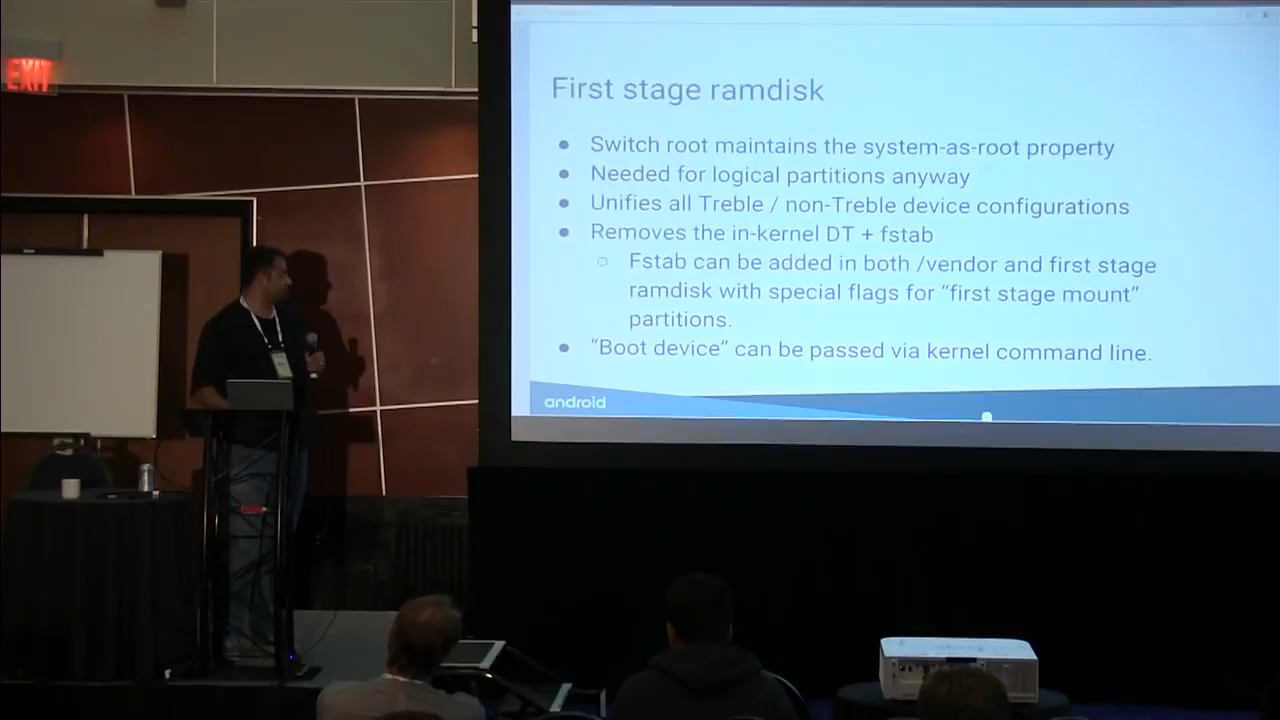 EXIT
First stage ramdisk
● Switch root maintains the system-as-root property
● Needed for logical partitions anyway
● Unifies all Treble / non-Treble device configurations
● Removes the in-kernel DT + fstab
○ Fstab can be added in both /vendor and first stage
ramdisk with special flags for “first stage mount”
partitions.
● “Boot device” can be passed via kernel command line.
android